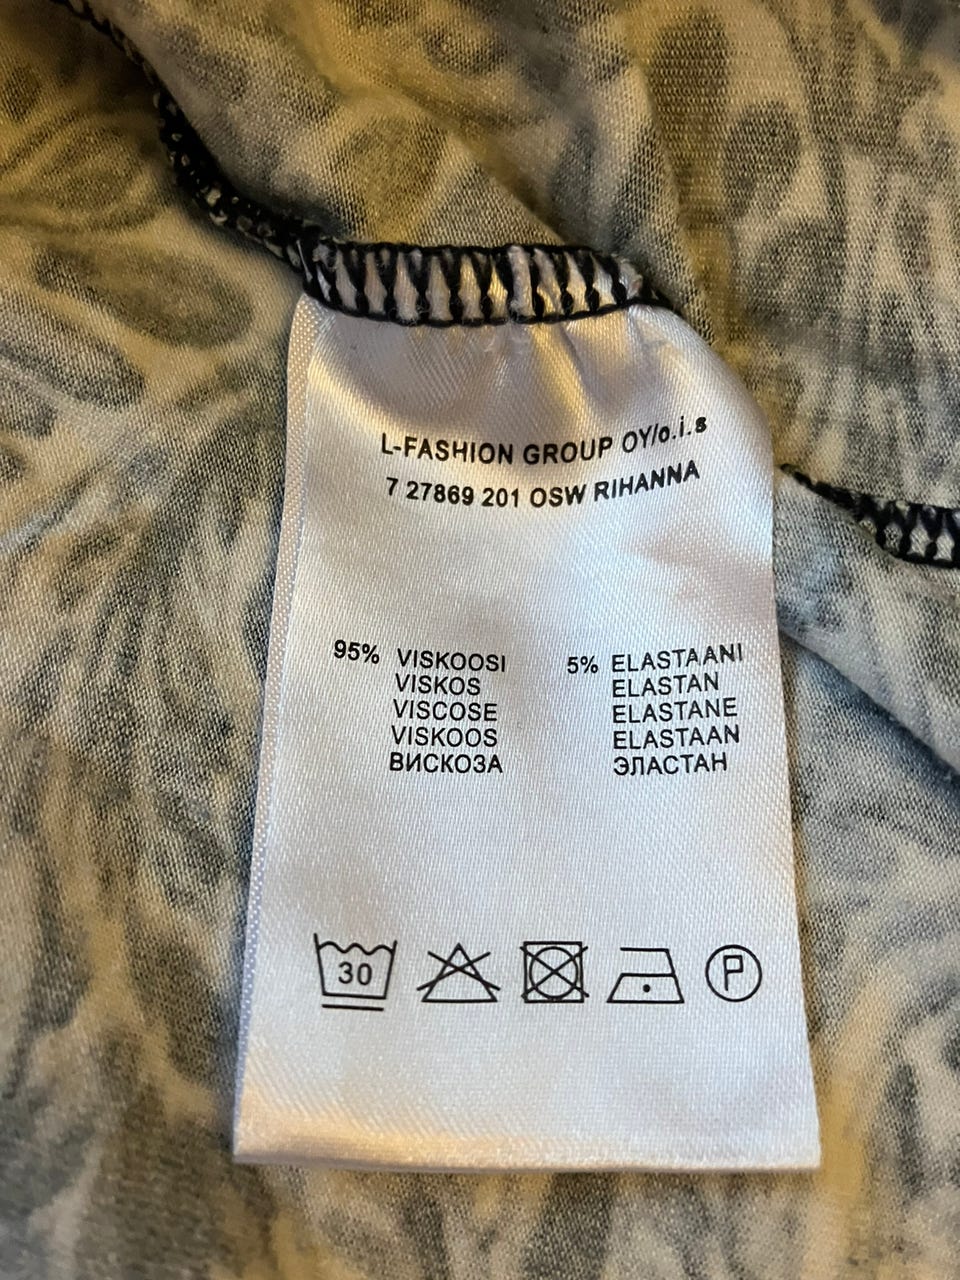 L-FASHION GROUP OY/o.i.s
7 27869 201 OSW RIHANNA
95% VISKOOSI 5% ELASTAANI
VISKOS ELASTAN
VISCOSE ELASTANE
VISKOOS ELASTAAN
ВИСКОЗА ЭЛАСТАН
30 P